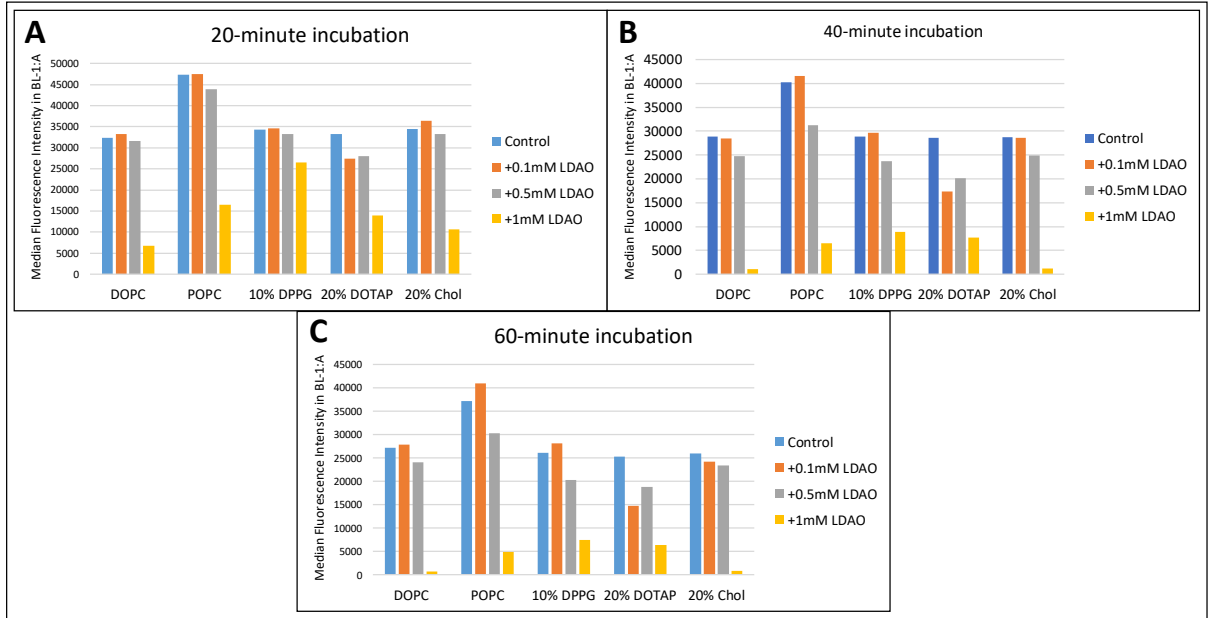 A
20-minute incubation
Median Fluorescence Intensity in BL-1:A
50000
45000
40000
35000
30000
25000
20000
15000
10000
5000
0
DOPC POPC 10% DPPG 20% DOTAP 20% Chol
Control
+0.1mM LDAO
+0.5mM LDAO
+1mM LDAO
B
40-minute incubation
Median Fluorescence Intensity in BL-1:A
45000
40000
35000
30000
25000
20000
15000
10000
5000
0
DOPC POPC 10% DPPG 20% DOTAP 20% Chol
Control
+0.1mM LDAO
+0.5mM LDAO
+1mM LDAO
C
60-minute incubation
Median Fluorescence Intensity in BL-1:A
45000
40000
35000
30000
25000
20000
15000
10000
5000
0
DOPC POPC 10% DPPG 20% DOTAP 20% Chol
Control
+0.1mM LDAO
+0.5mM LDAO
+1mM LDAO